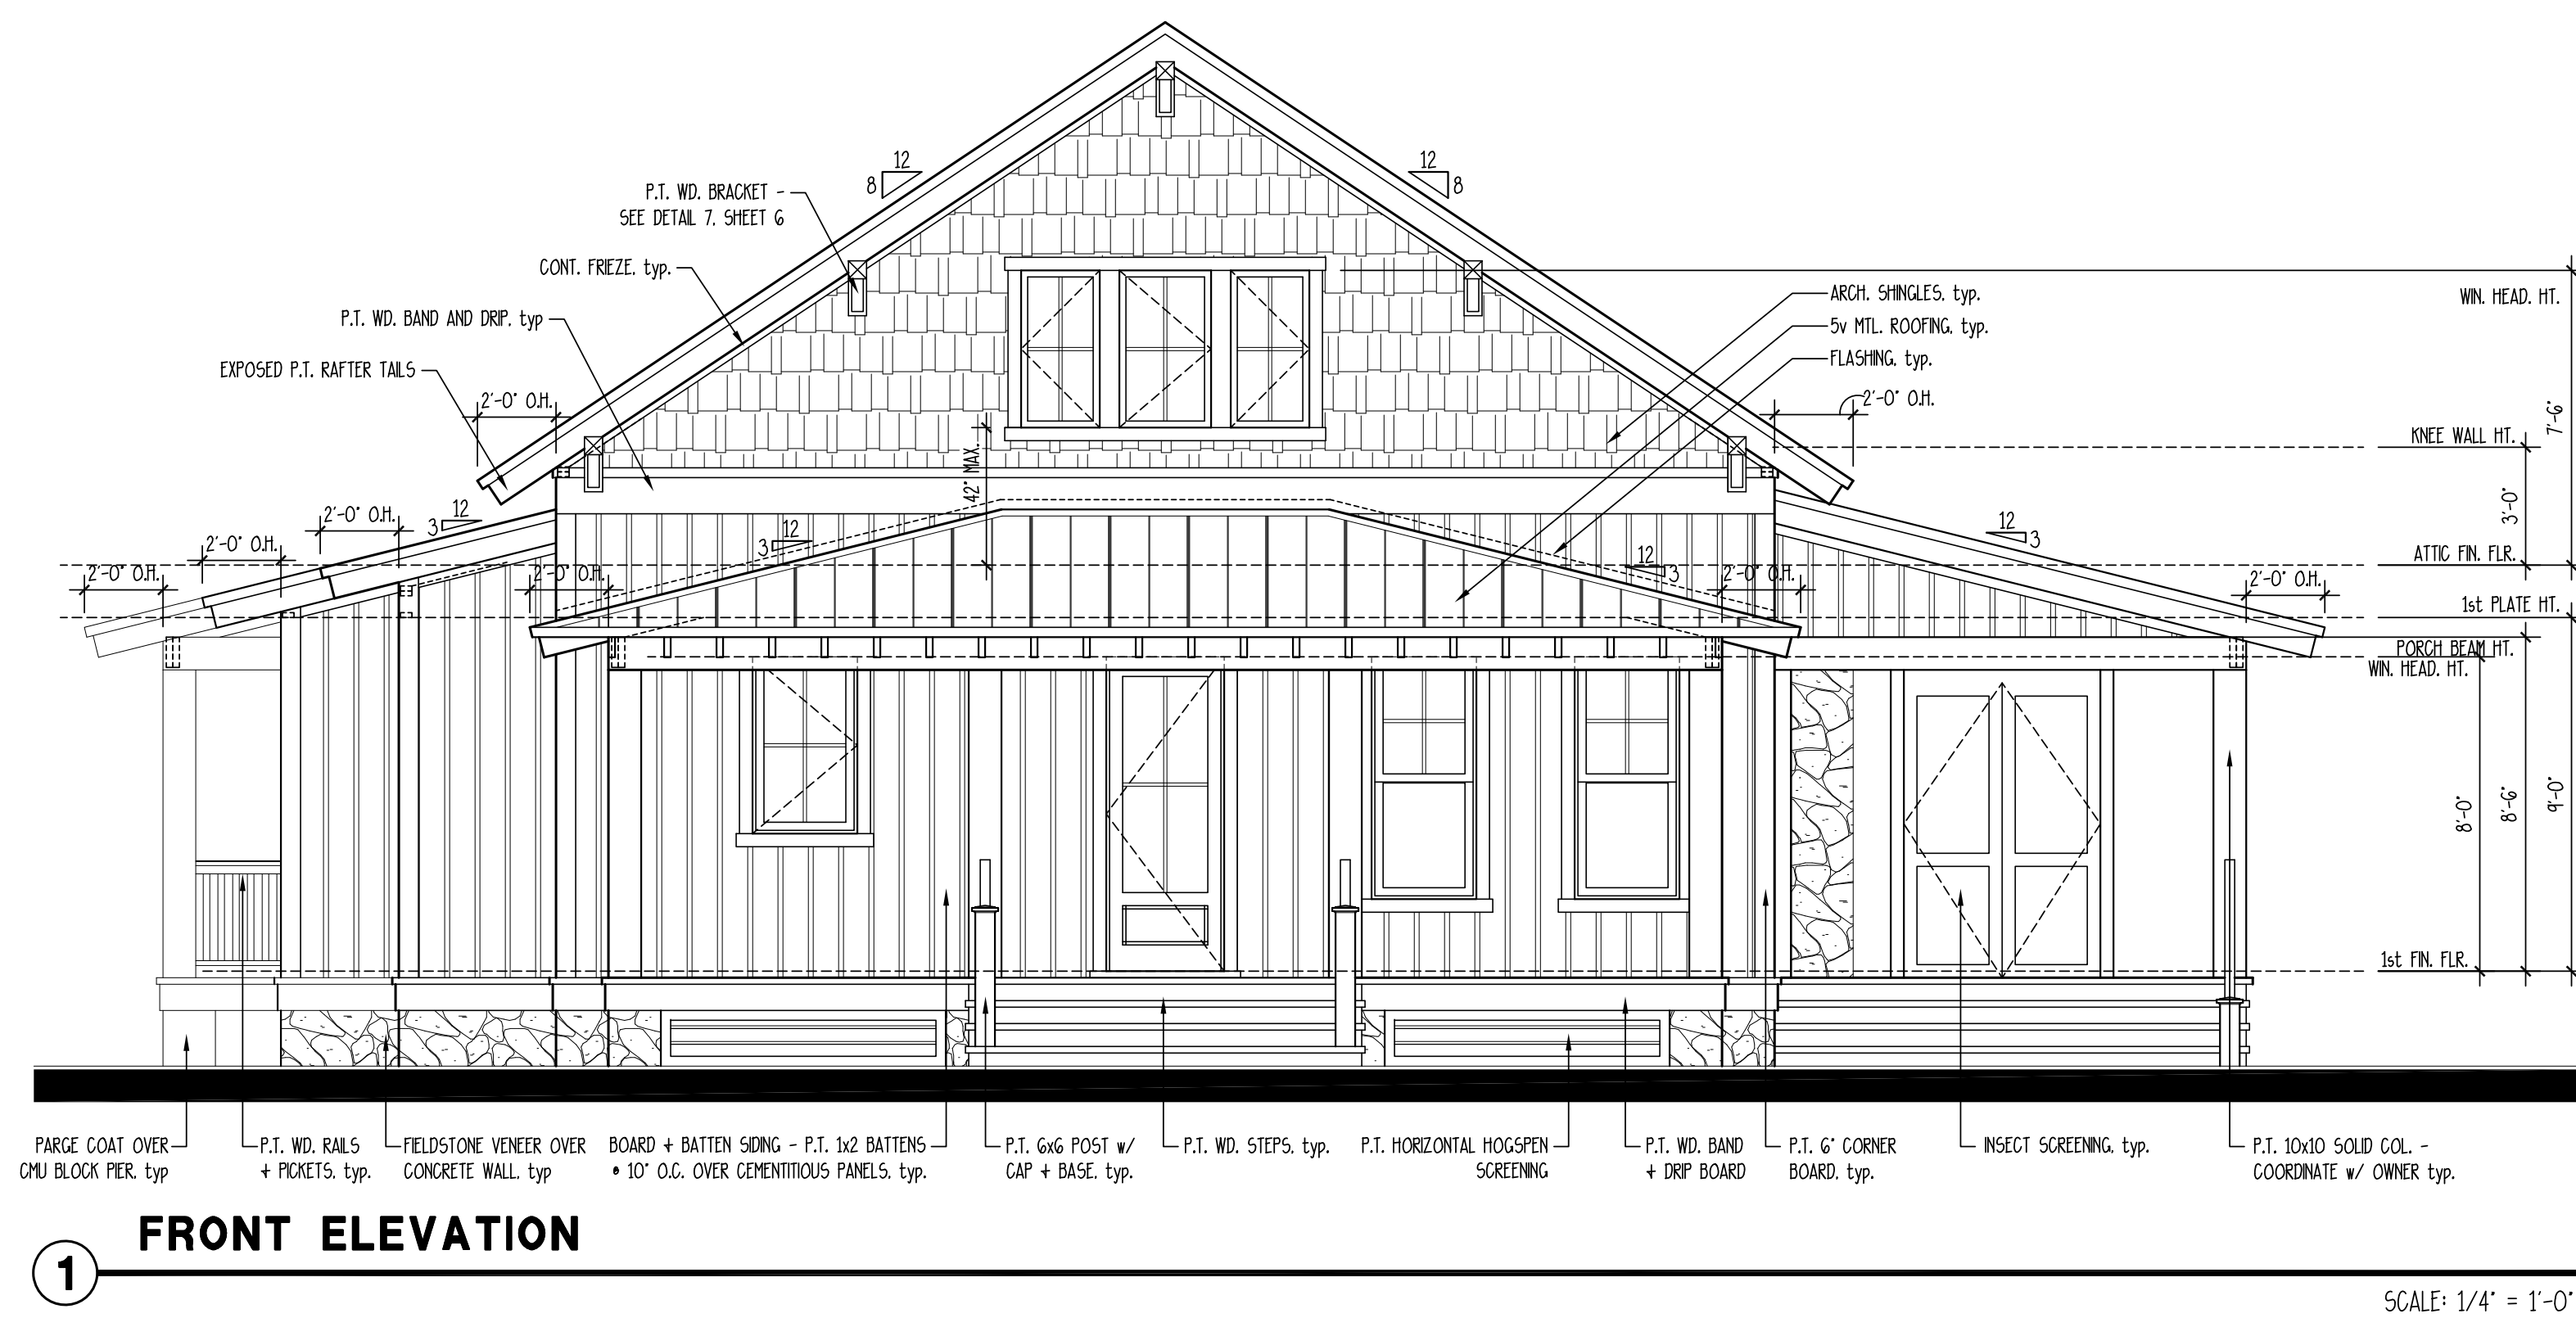 12
8
12
8
P.T. WD. BRACKET -
SEE DETAIL 7, SHEET 6
CONT. FRIEZE, typ.
P.T. WD. BAND AND DRIP, typ
EXPOSED P.T. RAFTER TAILS
ARCH. SHINGLES, typ.
5v MTL. ROOFING, typ.
FLASHING, typ.
WIN. HEAD. HT.
2'-0" O.H.
2'-0" O.H.
7'-6"
KNEE WALL HT.
42" MAX.
3'-0"
2'-0" O.H.
12
3
12
3
12
3
2'-0" O.H.
ATTIC FIN. FLR.
12
3
2'-0" O.H.
2'-0" O.H.
2'-0" O.H.
2'-0" O.H.
1st PLATE HT.
PORCH BEAM HT.
WIN. HEAD. HT.
8'-0"
8'-6"
9'-0"
1st FIN. FLR.
PARGE COAT OVER
CMU BLOCK PIER, typ
P.T. WD. RAILS
+ PICKETS, typ.
FIELDSTONE VENEER OVER
CONCRETE WALL, typ
BOARD + BATTEN SIDING - P.T. 1x2 BATTENS
@ 10" O.C. OVER CEMENTITIOUS PANELS, typ.
P.T. 6x6 POST w/
CAP + BASE, typ.
P.T. WD. STEPS, typ.
P.T. HORIZONTAL HOGSPEN
SCREENING
P.T. WD. BAND
+ DRIP BOARD
P.T. 6" CORNER
BOARD, typ.
INSECT SCREENING, typ.
P.T. 10x10 SOLID COL. -
COORDINATE w/ OWNER typ.
FRONT ELEVATION
1
SCALE: 1/4" = 1'-0"